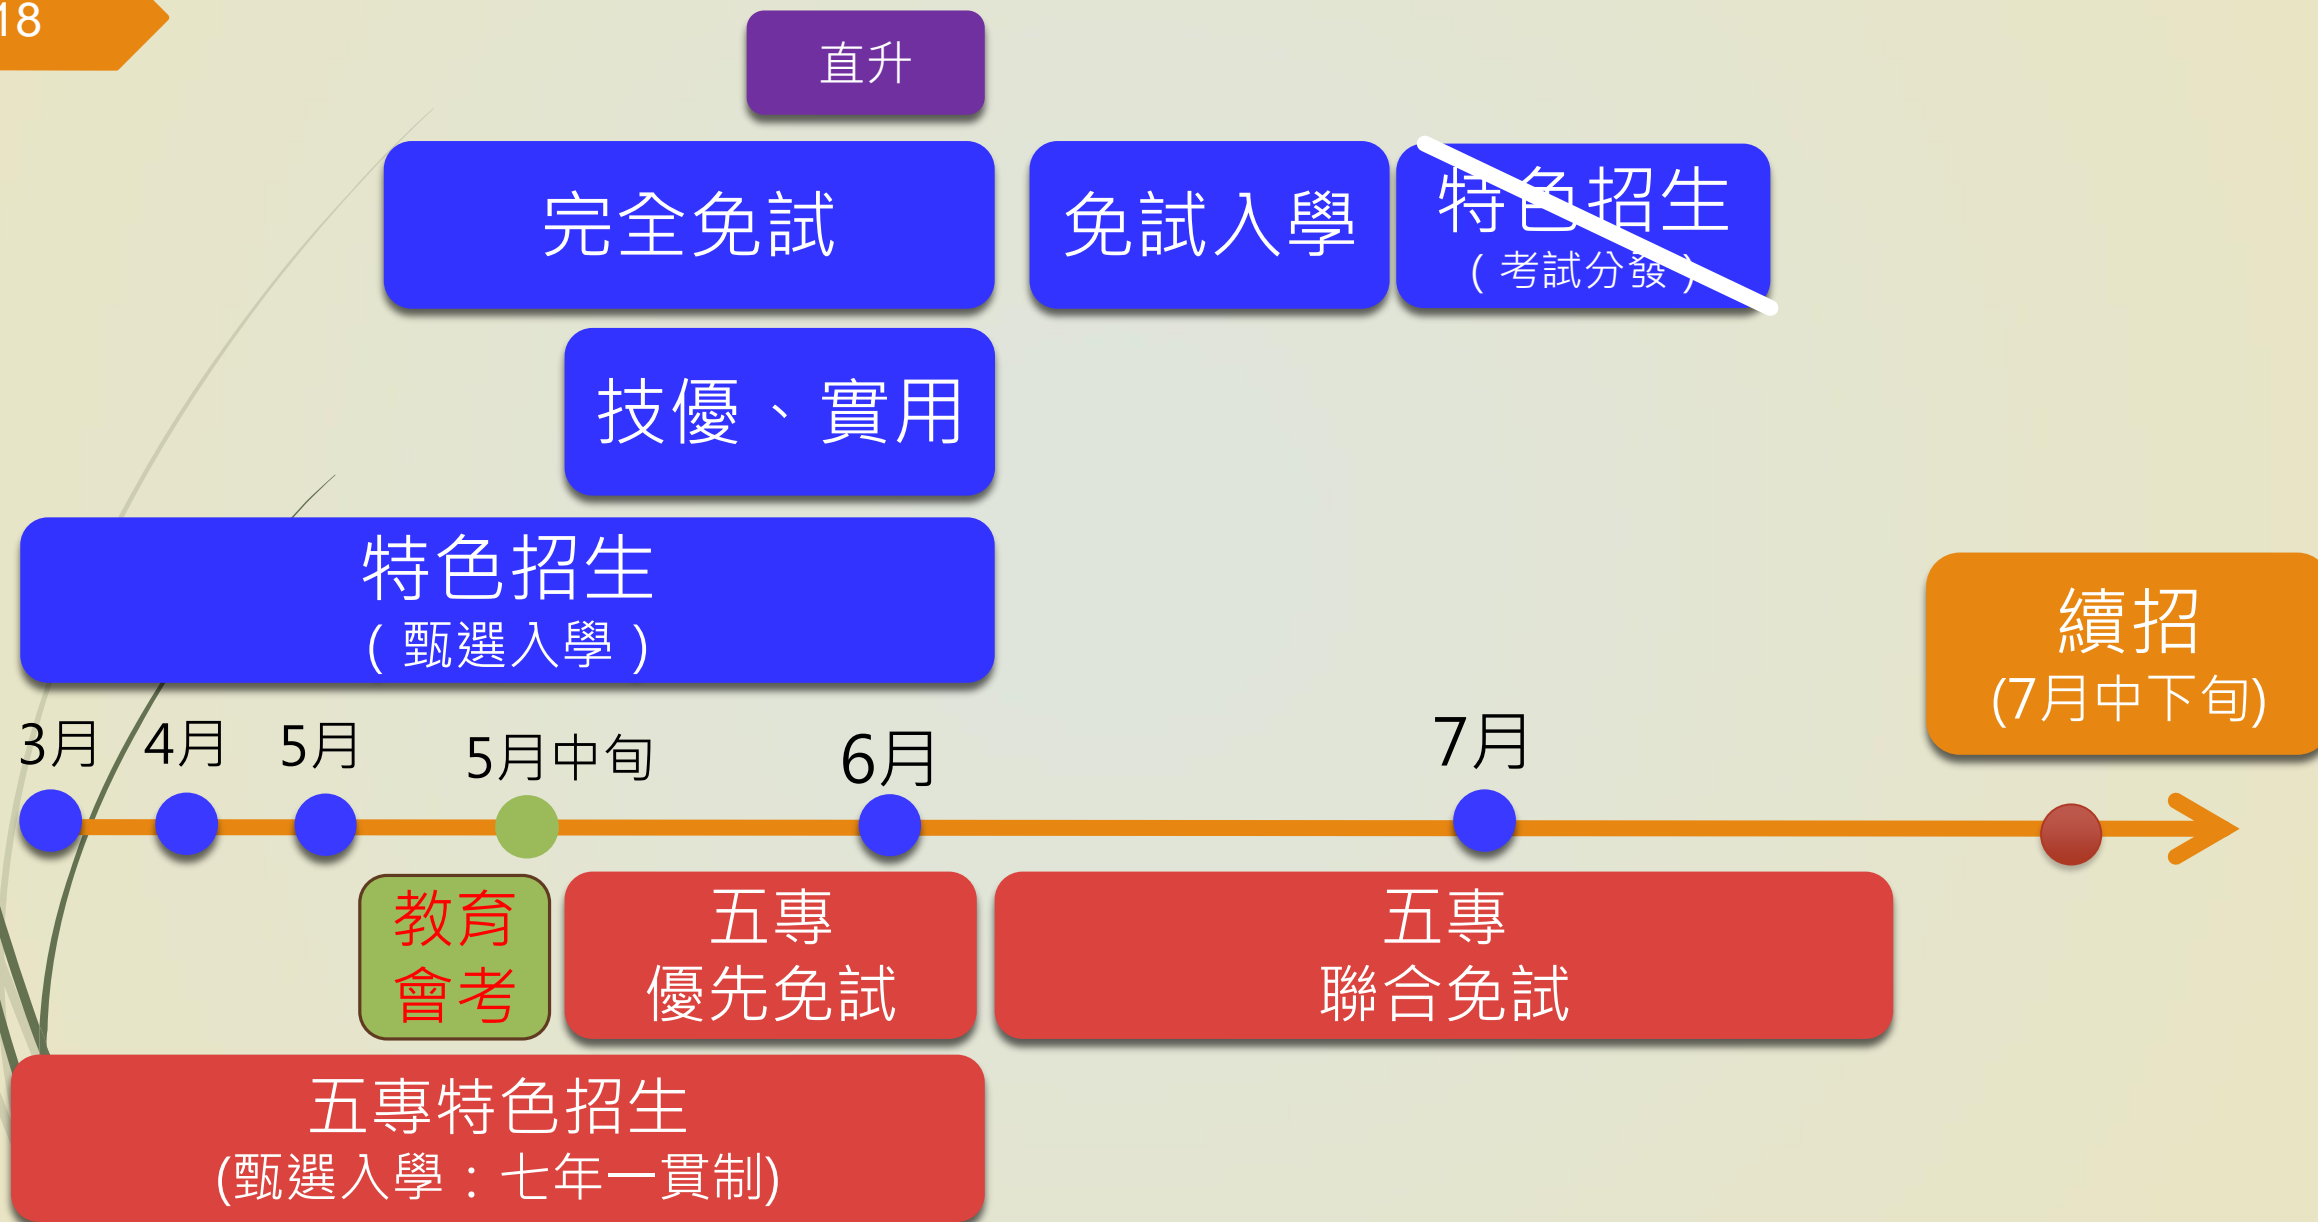 18
直升
完全免試
免試入學
特色招生
( 考試分發 )
技優、實用
特色招生
( 甄選入學 )
續招
(7月中下旬)
3月
4月
5月
5月中旬
6月
7月
教育
會考
五專
優先免試
五專
聯合免試
五專特色招生
(甄選入學：七年一貫制)